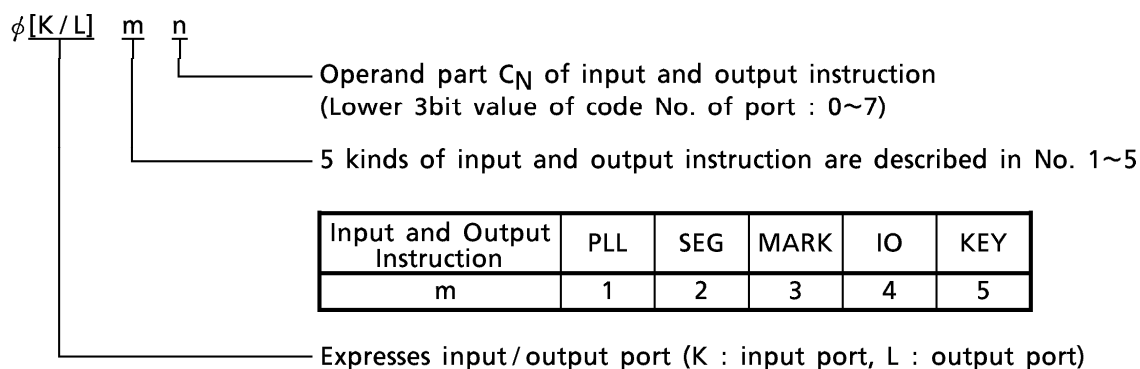 ϕ[K / L] m n
Operand part CN of input and output instruction
(Lower 3bit value of code No. of port : 0~7)
5 kinds of input and output instruction are described in No. 1~5
Input and Output Instruction PLL SEG MARK IO KEY
m 1 2 3 4 5
Expresses input / output port (K : input port, L : output port)